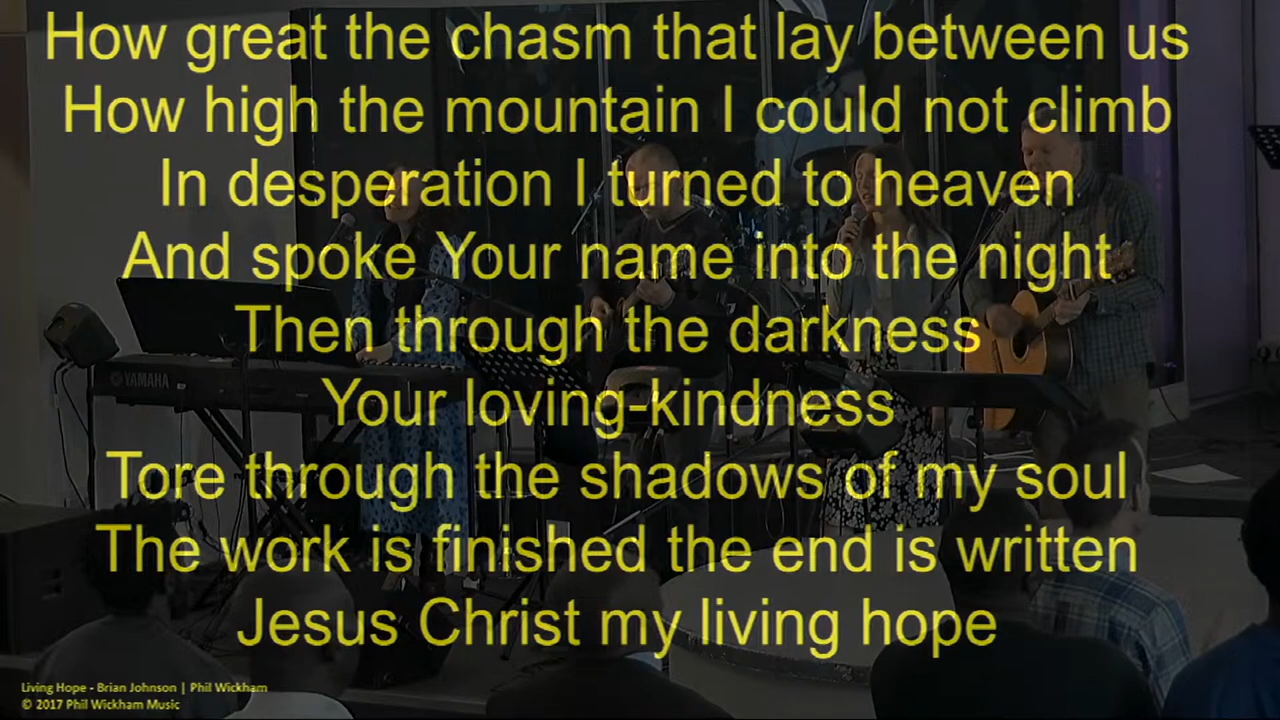 How great the chasm that lay between us
How high the mountain I could not climb
In desperation I turned to heaven
And spoke Your name into the night
Then through the darkness
Your loving-kindness
Tore through the shadows of my soul
The work is finished the end is written
Jesus Christ my living hope
YAMAHA
Living Hope - Brian Johnson | Phil Wickham
© 2017 Phil Wickham Music